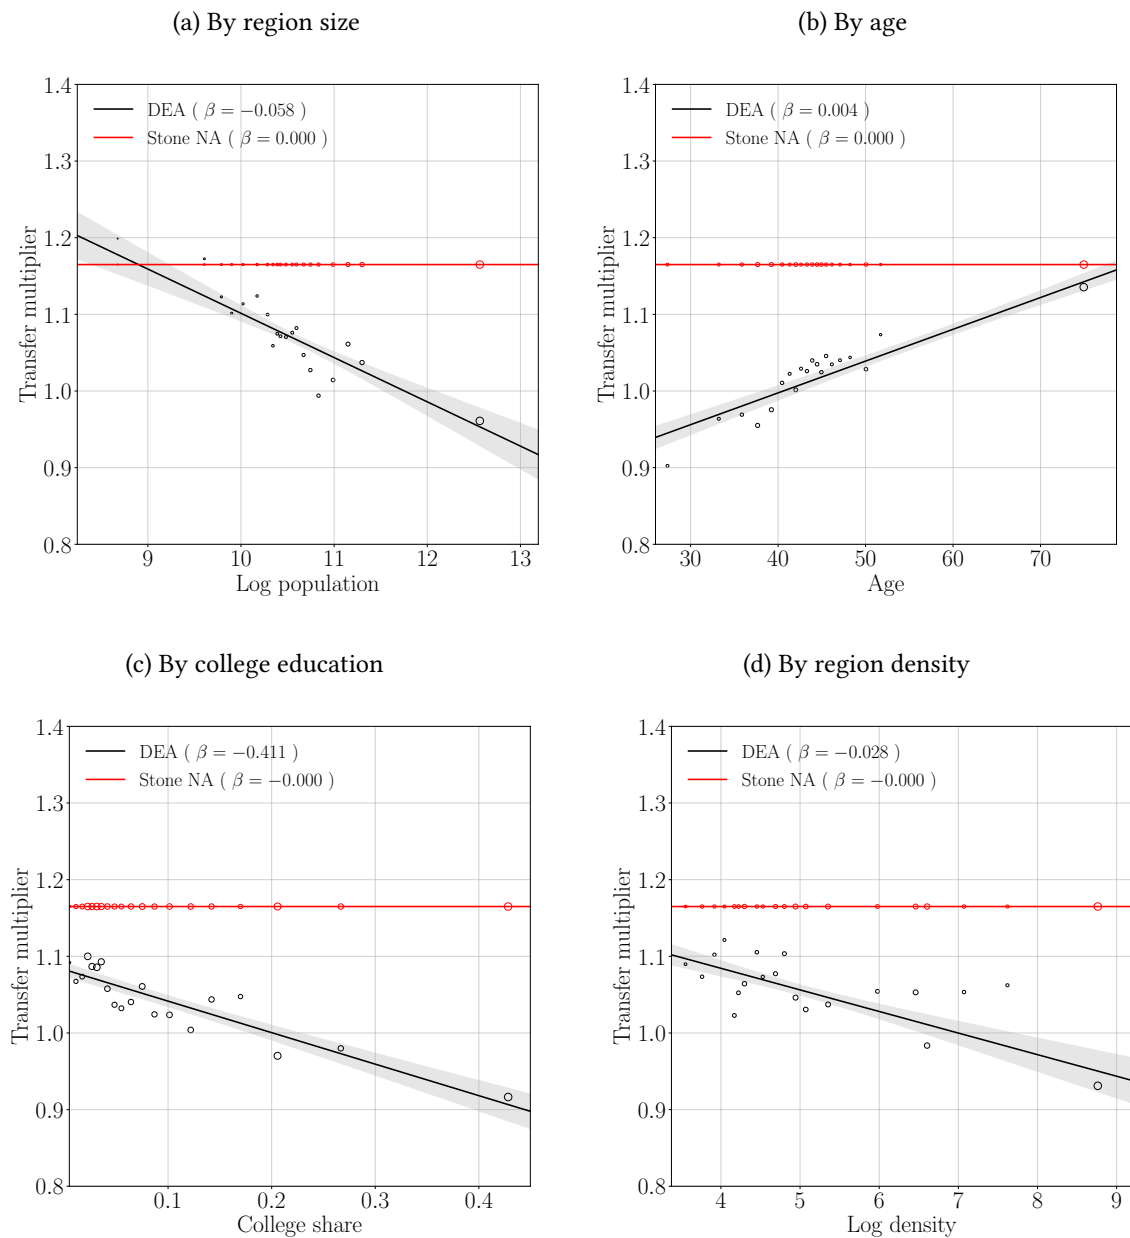 (a) By region size
1.4
1.3
1.2
1.1
1.0
0.9
0.8
Transfer multiplier
DEA ( β = −0.058 )
Stone NA ( β = 0.000 )
9 10 11 12 13
Log population
(b) By age
1.4
1.3
1.2
1.1
1.0
0.9
0.8
Transfer multiplier
DEA ( β = 0.004 )
Stone NA ( β = 0.000 )
30 40 50 60 70
Age
(c) By college education
1.4
1.3
1.2
1.1
1.0
0.9
0.8
Transfer multiplier
DEA ( β = −0.411 )
Stone NA ( β = −0.000 )
0.1 0.2 0.3 0.4
College share
(d) By region density
1.4
1.3
1.2
1.1
1.0
0.9
0.8
Transfer multiplier
DEA ( β = −0.028 )
Stone NA ( β = −0.000 )
4 5 6 7 8 9
Log density